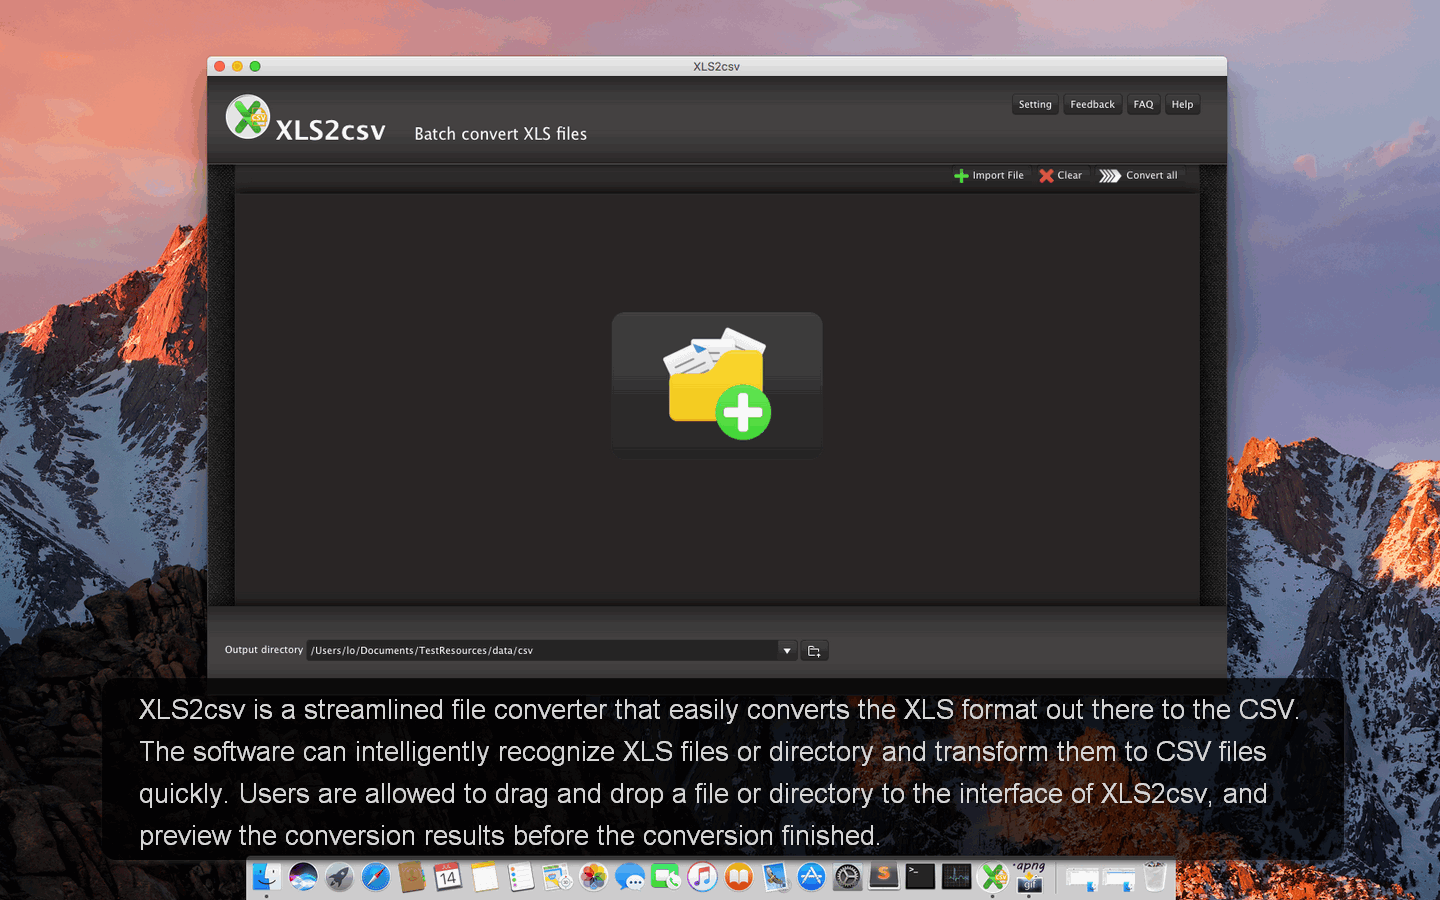 XLS2csv
CSV
XLS2csv
Batch convert XLS files
Setting
Feedback
FAQ
Help
Import File
Clear
Convert all
Output directory
/Users/lo/Documents/TestResources/data/csv
XLS2csv is a streamlined file converter that easily converts the XLS format out there to the CSV.
The software can intelligently recognize XLS files or directory and transform them to CSV files
quickly. Users are allowed to drag and drop a file or directory to the interface of XLS2csv, and
preview the conversion results before the conversion finished.
14
S
>_
apng
gif